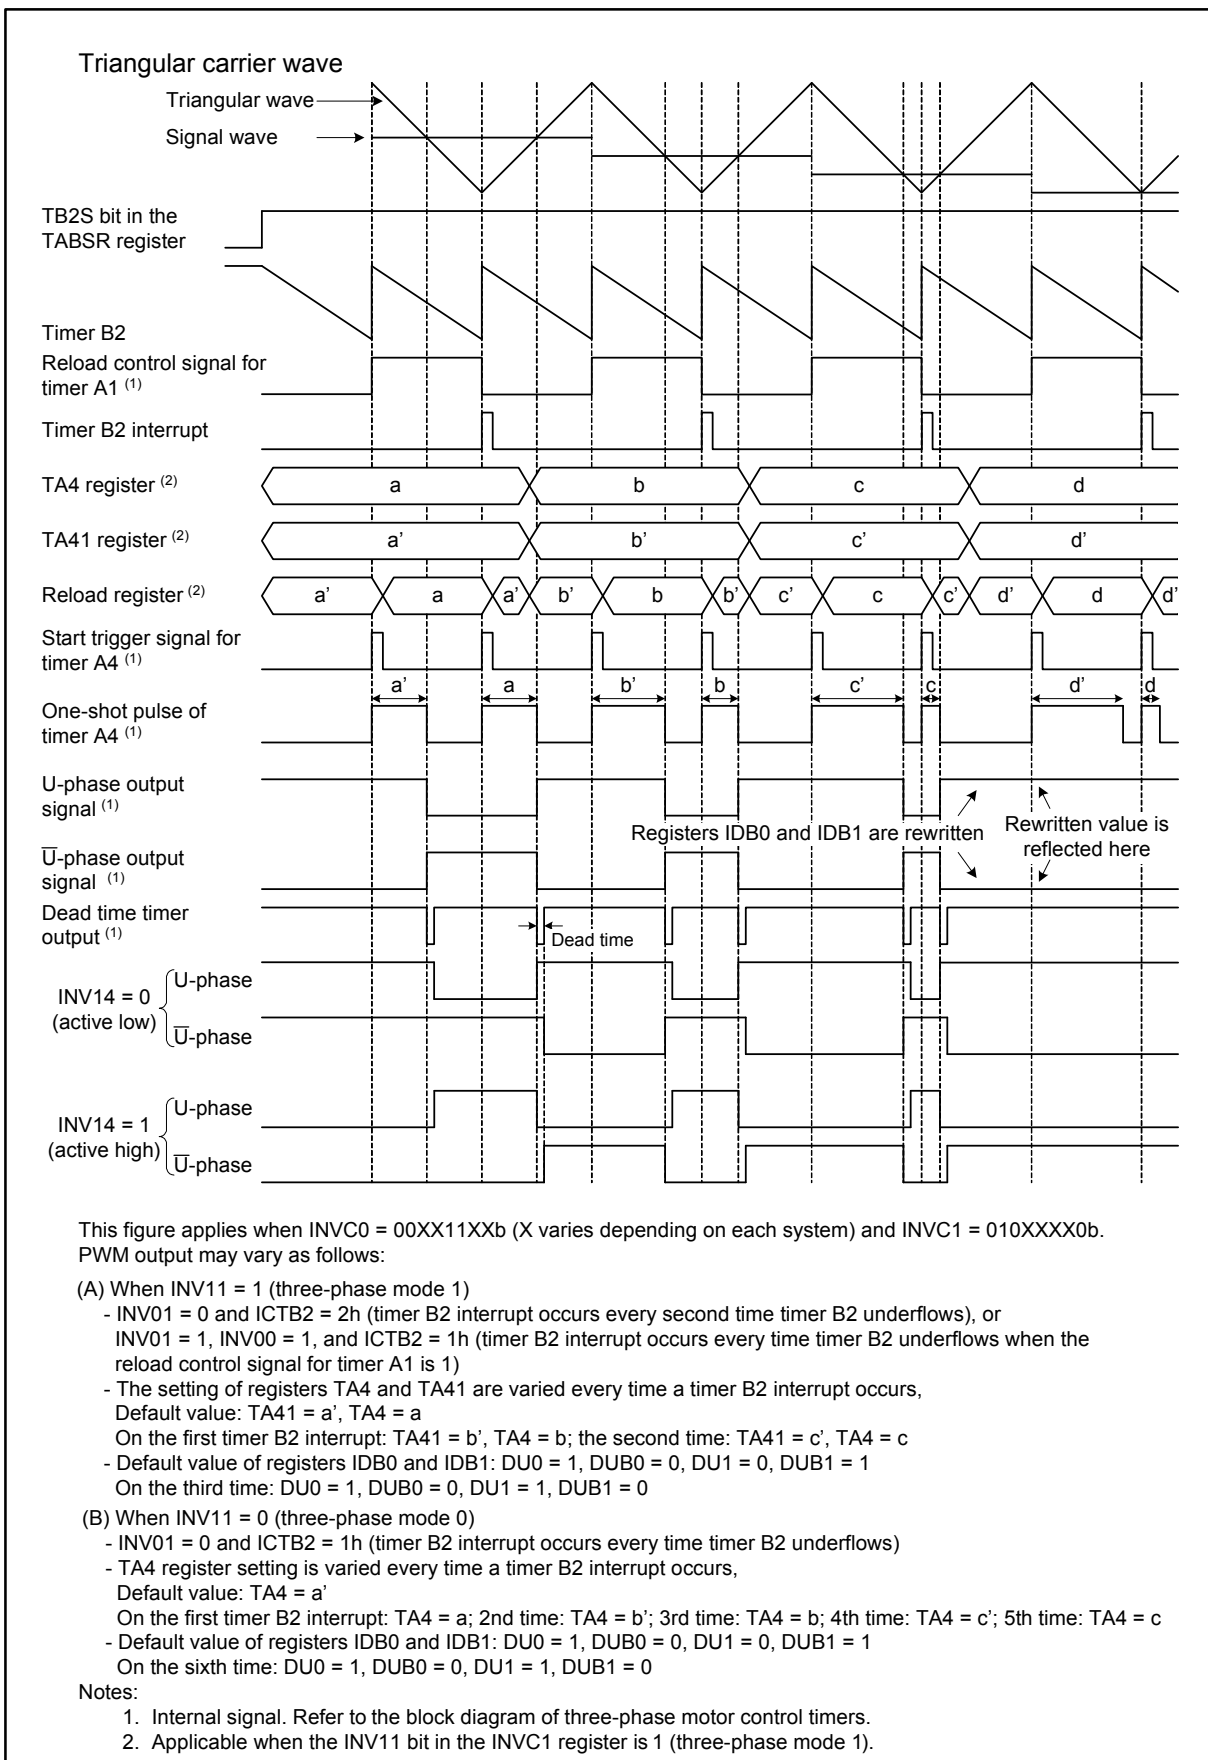 Triangular carrier wave
Triangular wave
Signal wave
TB2S bit in the
TABSR register
Timer B2
Reload control signal for
timer A1 (1)
Timer B2 interrupt
TA4 register (2)
a b c d
TA41 register (2)
a’ b’ c’ d’
Reload register (2)
a’ a a’ b’ b b’ c’ c c’ d’ d d’
Start trigger signal for
timer A4 (1)
a’ a b’ b c’ c d’ d
One-shot pulse of
timer A4 (1)
U-phase output
signal (1)
Registers IDB0 and IDB1 are rewritten
Rewritten value is
reflected here
U̅-phase output
signal (1)
Dead time timer
output (1)
Dead time
INV14 = 0
(active low)
U-phase
U̅-phase
INV14 = 1
(active high)
U-phase
U̅-phase
This figure applies when INVC0 = 00XX11XXb (X varies depending on each system) and INVC1 = 010XXXX0b.
PWM output may vary as follows:
(A) When INV11 = 1 (three-phase mode 1)
- INV01 = 0 and ICTB2 = 2h (timer B2 interrupt occurs every second time timer B2 underflows), or
INV01 = 1, INV00 = 1, and ICTB2 = 1h (timer B2 interrupt occurs every time timer B2 underflows when the
reload control signal for timer A1 is 1)
- The setting of registers TA4 and TA41 are varied every time a timer B2 interrupt occurs,
Default value: TA41 = a’, TA4 = a
On the first timer B2 interrupt: TA41 = b’, TA4 = b; the second time: TA41 = c’, TA4 = c
- Default value of registers IDB0 and IDB1: DU0 = 1, DUB0 = 0, DU1 = 0, DUB1 = 1
On the third time: DU0 = 1, DUB0 = 0, DU1 = 1, DUB1 = 0
(B) When INV11 = 0 (three-phase mode 0)
- INV01 = 0 and ICTB2 = 1h (timer B2 interrupt occurs every time timer B2 underflows)
- TA4 register setting is varied every time a timer B2 interrupt occurs,
Default value: TA4 = a’
On the first timer B2 interrupt: TA4 = a; 2nd time: TA4 = b’; 3rd time: TA4 = b; 4th time: TA4 = c’; 5th time: TA4 = c
- Default value of registers IDB0 and IDB1: DU0 = 1, DUB0 = 0, DU1 = 0, DUB1 = 1
On the sixth time: DU0 = 1, DUB0 = 0, DU1 = 1, DUB1 = 0
Notes:
1. Internal signal. Refer to the block diagram of three-phase motor control timers.
2. Applicable when the INV11 bit in the INVC1 register is 1 (three-phase mode 1).